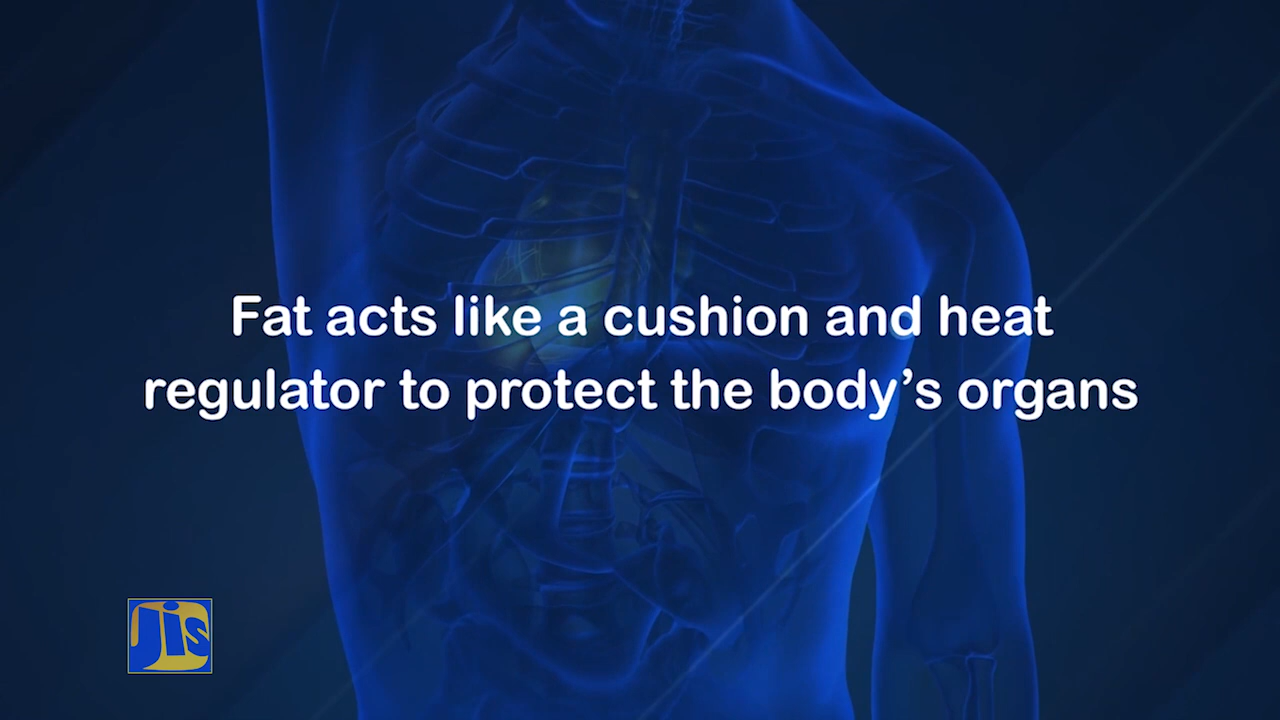 Fat acts like a cushion and heat
regulator to protect the body’s organs
Jis